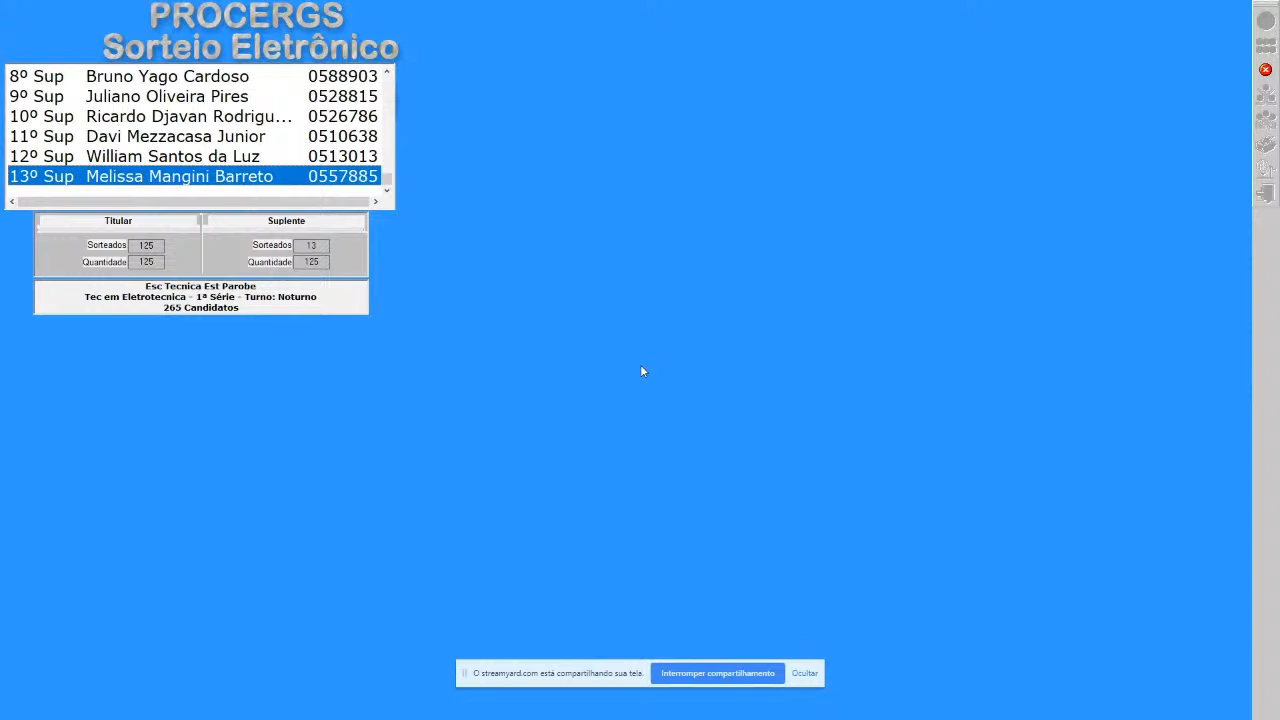 PROCERGS
Sorteio Eletrônico
8º Sup Bruno Yago Cardoso 0588903
9º Sup Juliano Oliveira Pires 0528815
10º Sup Ricardo Djavan Rodrigu... 0526786
11º Sup Davi Mezzacasa Junior 0510638
12º Sup William Santos da Luz 0513013
13º Sup Melissa Mangini Barreto 0557885
Titular Suplente
Sorteados 125 Sorteados 13
Quantidade 125 Quantidade 125
Esc Tecnica Est Parobe
Tec em Eletrotecnica - 1ª Série - Turno: Noturno
265 Candidatos
O streamyard.com está compartilhando sua tela. Interromper compartilhamento Ocultar